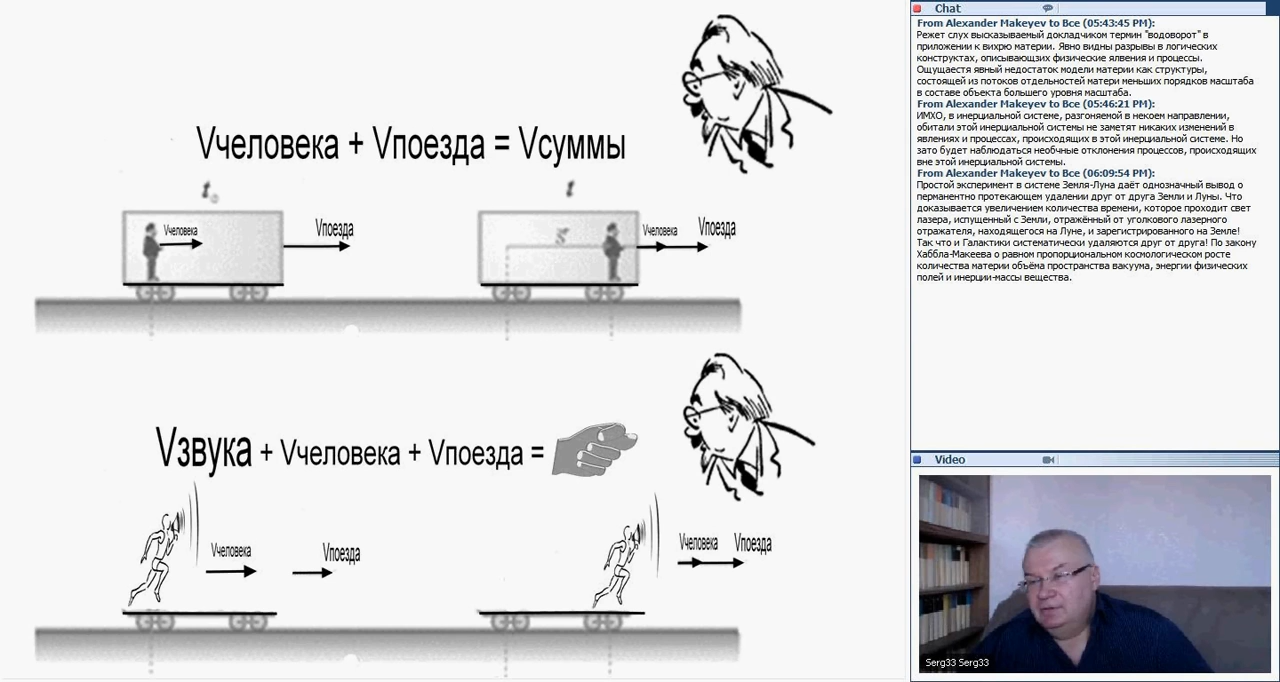 Vчеловека + Vпоезда = Vсуммы
t₀
t
Vчеловека
Vпоезда
S
Vчеловека
Vпоезда
Vзвука + Vчеловека + Vпоезда =
Vчеловека
Vпоезда
Vчеловека
Vпоезда
Chat
From Alexander Makeyev to Все (05:43:45 PM):
Режет слух высказываемый докладчиком термин "водоворот" в
приложении к вихрю материи. Явно видны разрывы в логических
конструктах, описывающзих физические ялвения и процессы.
Ощущаестя явный недостаток модели материи как структуры,
состоящей из потоков отдельностей матери меньших порядков масштаба
в составе объекта большего уровня масштаба.
From Alexander Makeyev to Все (05:46:21 PM):
ИМХО, в инерциальной системе, разгоняемой в некоем направлении,
обитали этой инерциальной системы не заметят никаких изменений в
явлениях и процессах, происходящих в этой инерциальной системе. Но
зато будет наблюдаться необчные отклонения процессов, происходящих
вне этой инерциальной системы.
From Alexander Makeyev to Все (06:09:54 PM):
Простой эксперимент в системе Земля-Луна даёт однозначный вывод о
перманентно протекающем удалении друг от друга Земли и Луны. Что
доказывается увеличением количества времени, которое проходит свет
лазера, испущенный с Земли, отражённый от уголкового лазерного
отражателя, находящегося на Луне, и зарегистрированного на Земле!
Так что и Галактики систематически удаляются друг от друга! По закону
Хаббла-Макеева о равном пропорциональном космологическом росте
количества материи объёма пространства вакуума, энергии физических
полей и инерции-массы вещества.
Video
Serg33 Serg33